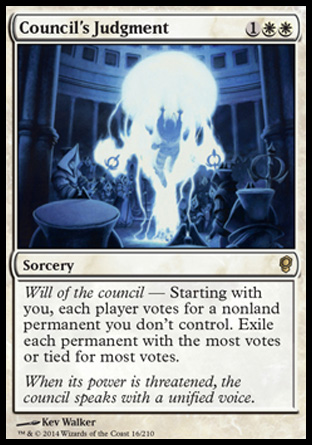 Council's Judgment 1
Sorcery
Will of the council — Starting with
you, each player votes for a nonland
permanent you don't control. Exile
each permanent with the most votes
or tied for most votes.
When its power is threatened, the
council speaks with a unified voice.
Kev Walker
™ & © 2014 Wizards of the Coast 16/210